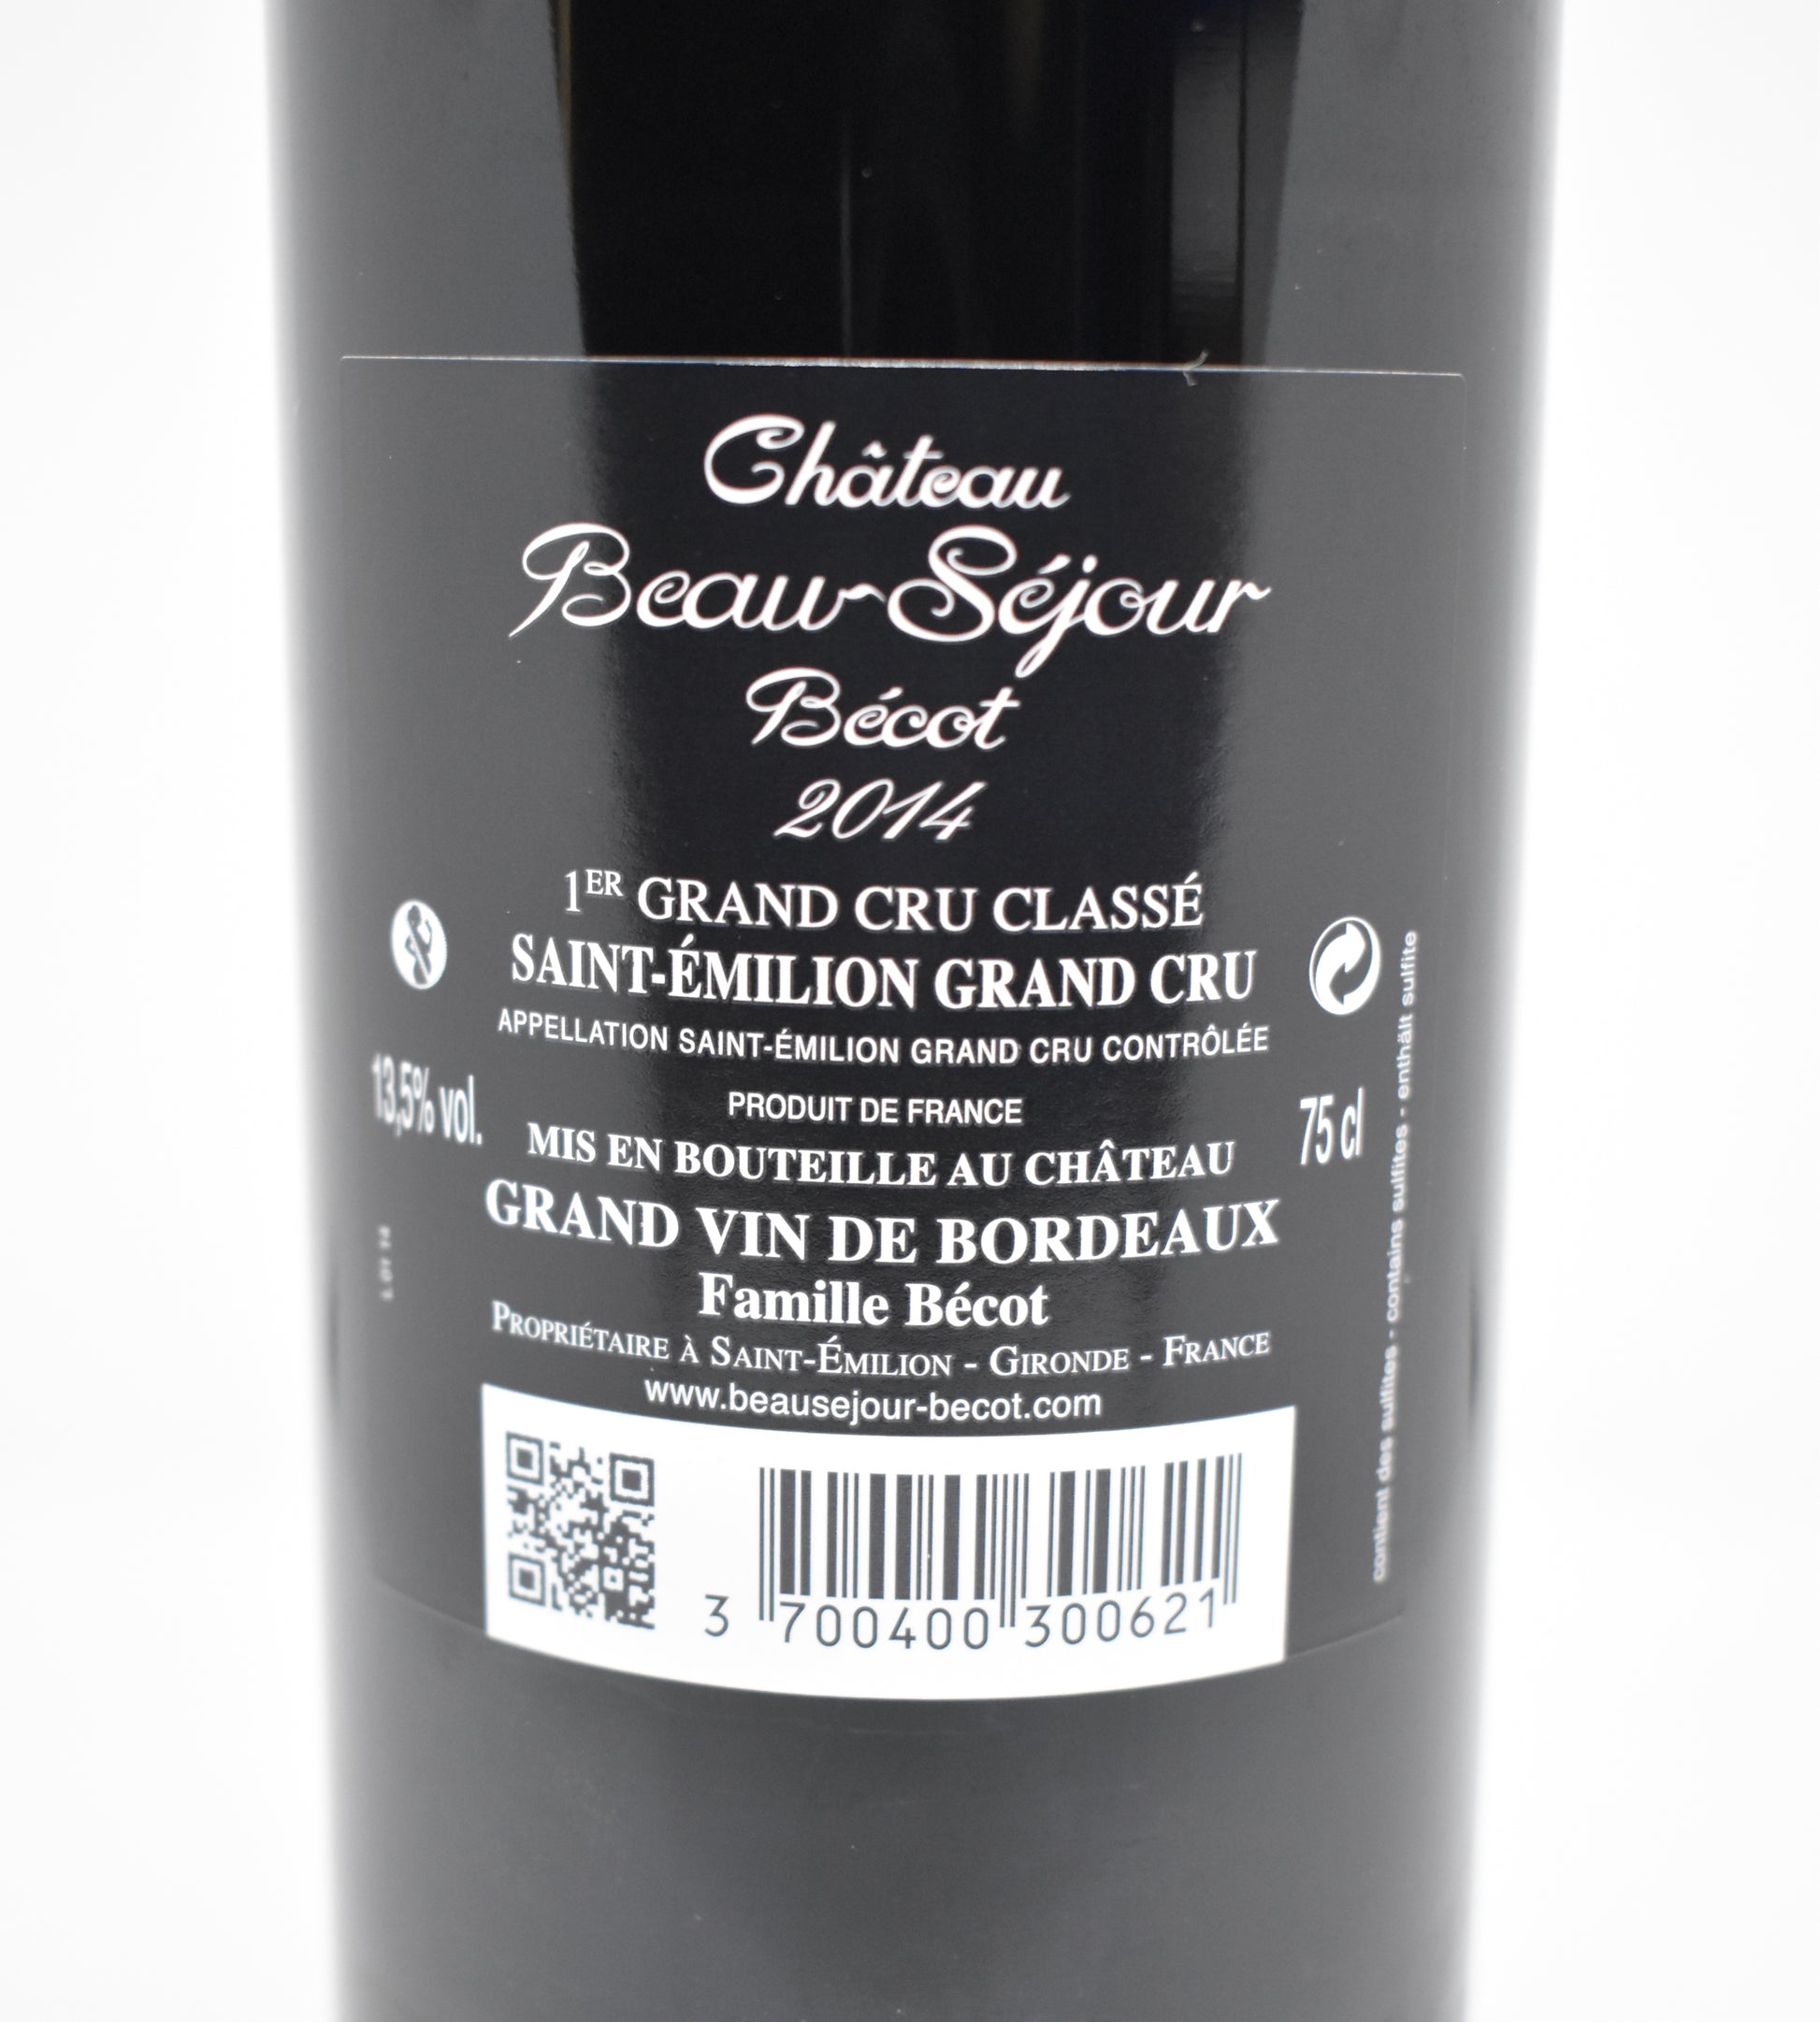 Château
Beau-Séjour
Bécot
2014
1ER GRAND CRU CLASSÉ
SAINT-ÉMILION GRAND CRU
APPELLATION SAINT-ÉMILION GRAND CRU CONTRÔLÉE
13,5% vol.
PRODUIT DE FRANCE
75 cl
MIS EN BOUTEILLE AU CHÂTEAU
GRAND VIN DE BORDEAUX
Famille Bécot
PROPRIÉTAIRE À SAINT-ÉMILION - GIRONDE - FRANCE
www.beausejour-becot.com
3 700400 300621
contient des sulfites - contains sulfites - enthält sulfite